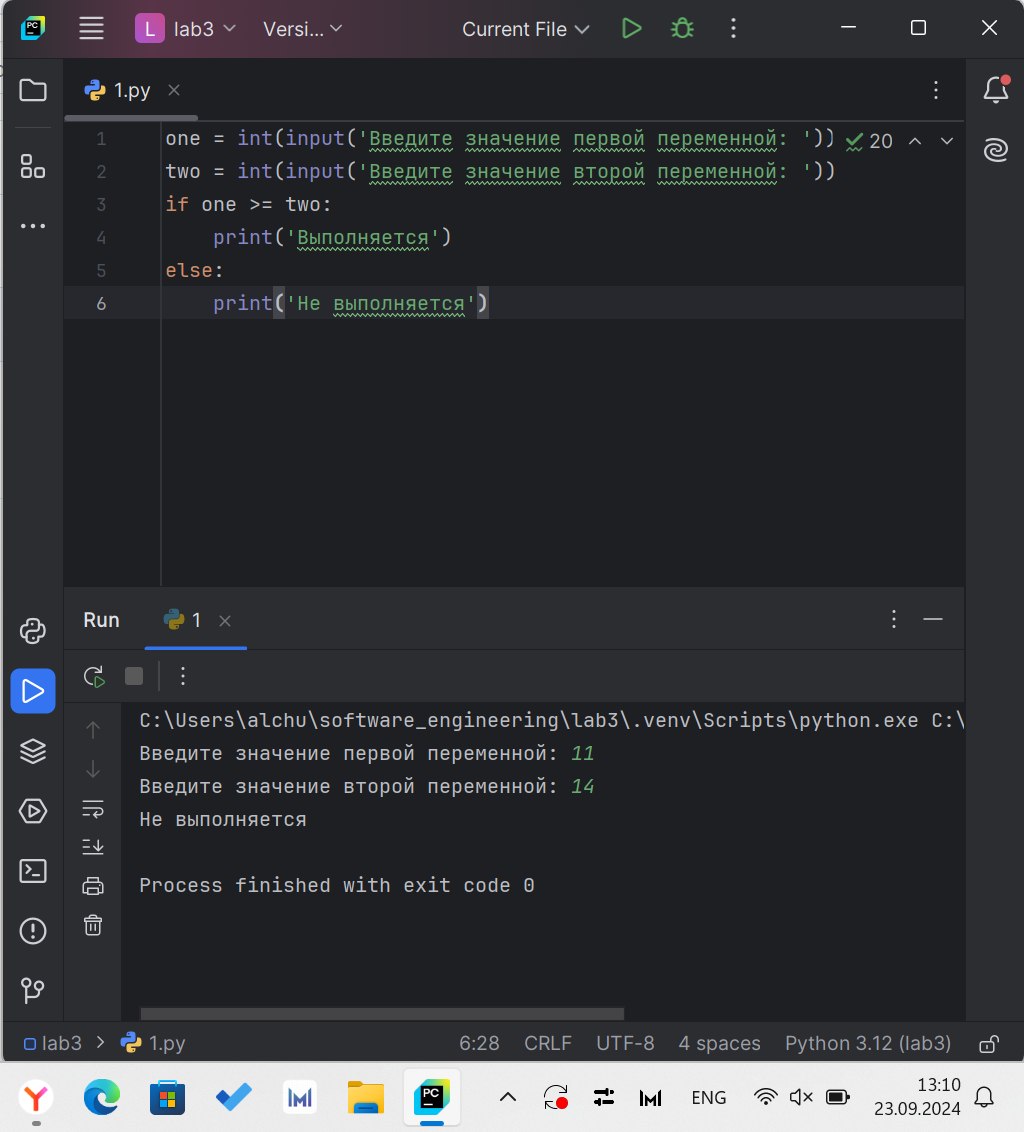 PC L lab3 Versi... Current File
1.py
1 one = int(input('Введите значение первой переменной: ')) 20
2 two = int(input('Введите значение второй переменной: '))
3 if one >= two:
4 print('Выполняется')
5 else:
6 print('Не выполняется')
Run 1
C:\Users\alchu\software_engineering\lab3\.venv\Scripts\python.exe C:\
Введите значение первой переменной: 11
Введите значение второй переменной: 14
Не выполняется
Process finished with exit code 0
lab3 1.py 6:28 CRLF UTF-8 4 spaces Python 3.12 (lab3)
PC ENG 13:10
23.09.2024